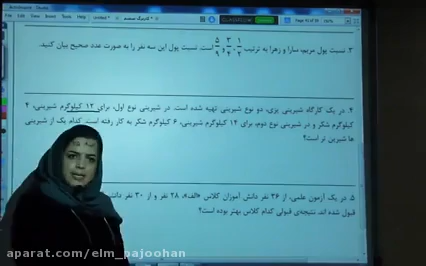 ۳. نسبت پول مریم، سارا و زهرا به ترتیب ۱/۲، ۳/۶، ۵/۹ است. نسبت پول این سه نفر را به صورت عدد صحیح بیان کنید.
۴. در یک کارگاه شیرینی پزی، دو نوع شیرینی تهیه شده است. در شیرینی نوع اول، برای ۱۲ کیلوگرم شیرینی، ۴
کیلوگرم شکر و در شیرینی نوع دوم، برای ۱۴ کیلوگرم شیرینی، ۶ کیلوگرم شکر به کار رفته است. کدام یک از شیرینی
ها شیرین تر است؟
۵. در یک آزمون علمی، از ۳۶ نفر دانش آموزان کلاس «الف»، ۲۸ نفر و از ۳۰ نفر
قبول شده اند. نتیجه‌ی قبولی کدام کلاس بهتر بوده است؟
aparat.com/elm_pajoohan